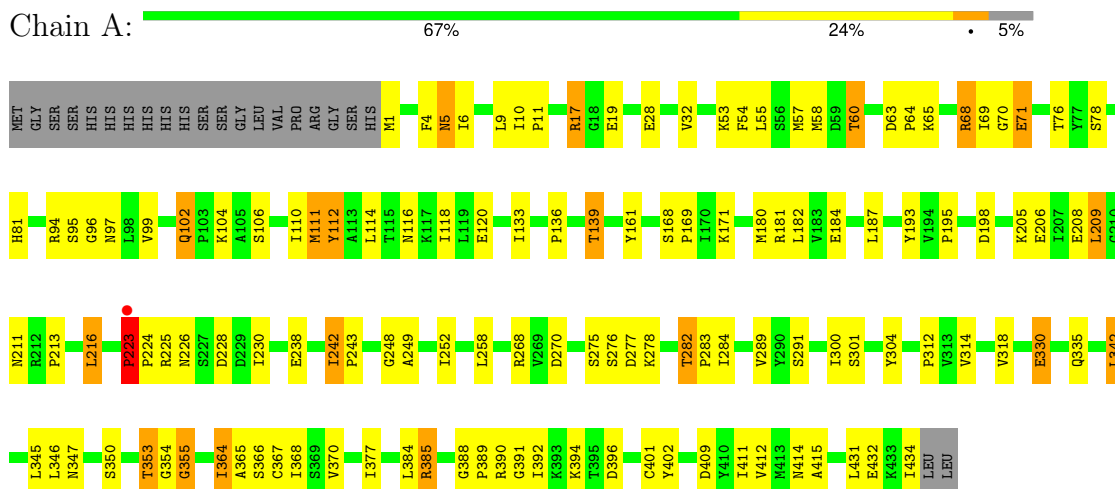 Chain A:
67% 24% • 5%
MET GLY SER SER HIS HIS HIS HIS HIS HIS SER SER GLY LEU VAL PRO ARG GLY SER HIS M1 F4 N5 I6 L9 I10 P11 R17 G18 E19 E28 V32 K53 F54 L55 S56 M57 M58 D59 T60 D63 P64 K65 R68 I69 G70 E71 T76 Y77 S78
H81 R94 S95 G96 N97 L98 V99 Q102 P103 K104 A105 S106 I110 M111 Y112 A113 L114 T115 N116 K117 I118 L119 E120 I133 P136 T139 Y161 S168 P169 I170 K171 M180 R181 L182 V183 E184 L187 Y193 V194 P195 D198 K205 E206 I207 E208 L209 G210
N211 R212 P213 L216 P223 P224 R225 N226 S227 D228 D229 I230 E238 I242 P243 G248 A249 I252 L258 R268 V269 D270 S275 S276 D277 K278 T282 P283 I284 V289 Y290 S291 I300 S301 Y304 P312 V313 V314 V318 E330 Q335
L345 L346 N347 S350 T353 G354 G355 I364 A365 S366 C367 I368 S369 V370 I377 L384 R385 G388 P389 R390 G391 I392 K393 K394 T395 D396 C401 Y402 D409 Y410 I411 V412 M413 N414 A415 L431 E432 K433 I434 LEU LEU